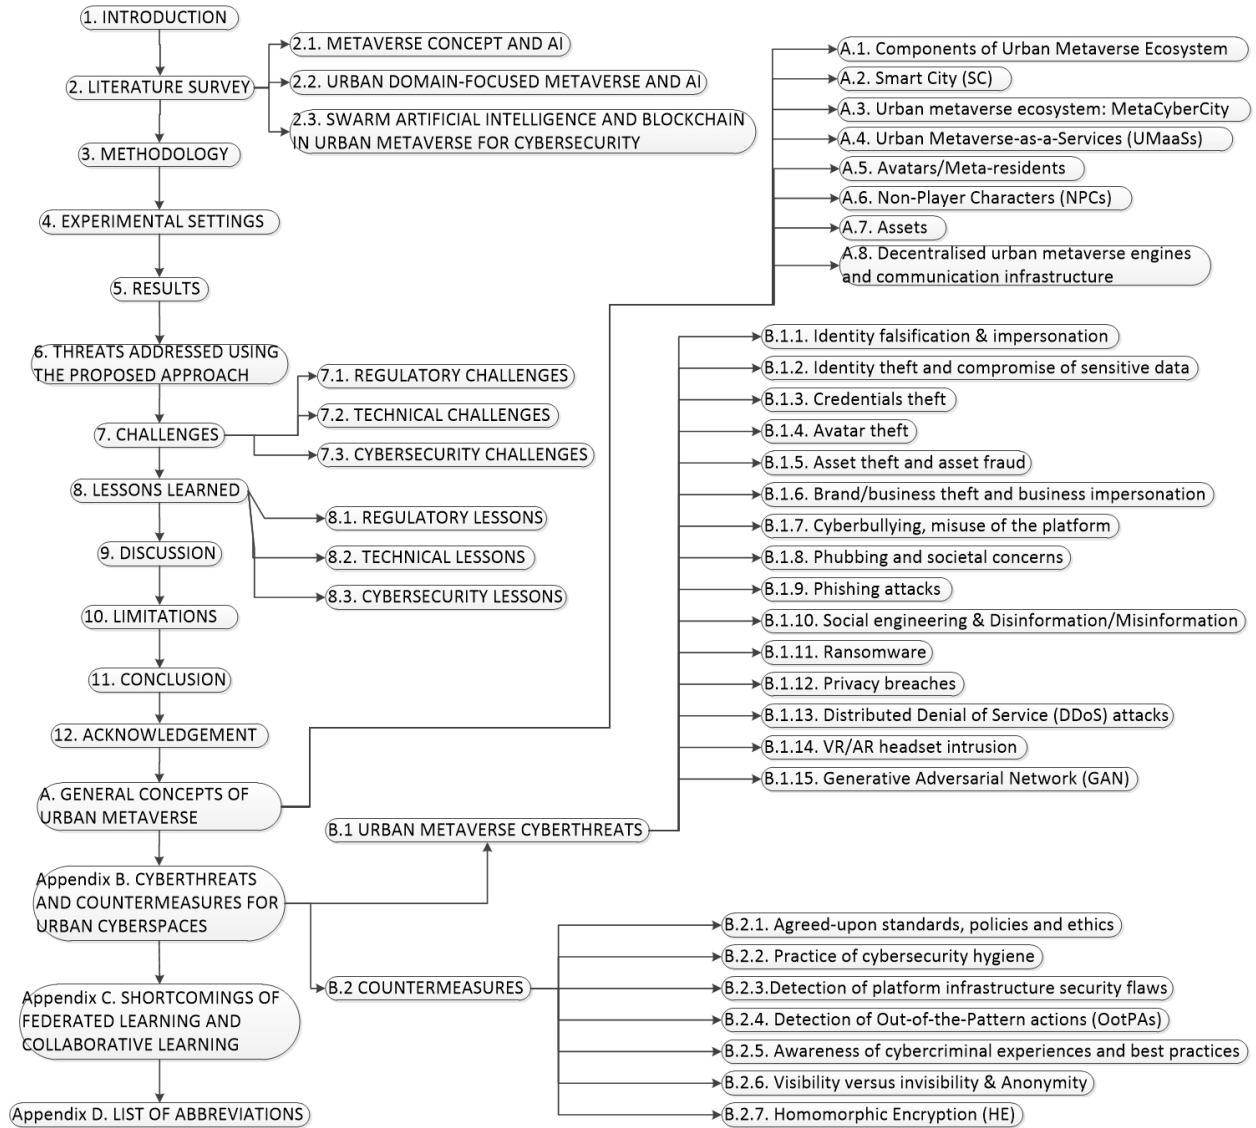 1. INTRODUCTION
2. LITERATURE SURVEY
2.1. METAVERSE CONCEPT AND AI
2.2. URBAN DOMAIN-FOCUSED METAVERSE AND AI
2.3. SWARM ARTIFICIAL INTELLIGENCE AND BLOCKCHAIN
IN URBAN METAVERSE FOR CYBERSECURITY
3. METHODOLOGY
4. EXPERIMENTAL SETTINGS
5. RESULTS
6. THREATS ADDRESSED USING
THE PROPOSED APPROACH
7. CHALLENGES
7.1. REGULATORY CHALLENGES
7.2. TECHNICAL CHALLENGES
7.3. CYBERSECURITY CHALLENGES
8. LESSONS LEARNED
8.1. REGULATORY LESSONS
8.2. TECHNICAL LESSONS
8.3. CYBERSECURITY LESSONS
9. DISCUSSION
10. LIMITATIONS
11. CONCLUSION
12. ACKNOWLEDGEMENT
A. GENERAL CONCEPTS OF
URBAN METAVERSE
A.1. Components of Urban Metaverse Ecosystem
A.2. Smart City (SC)
A.3. Urban metaverse ecosystem: MetaCyberCity
A.4. Urban Metaverse-as-a-Services (UMaaSs)
A.5. Avatars/Meta-residents
A.6. Non-Player Characters (NPCs)
A.7. Assets
A.8. Decentralised urban metaverse engines
and communication infrastructure
Appendix B. CYBERTHREATS
AND COUNTERMEASURES FOR
URBAN CYBERSPACES
B.1 URBAN METAVERSE CYBERTHREATS
B.1.1. Identity falsification & impersonation
B.1.2. Identity theft and compromise of sensitive data
B.1.3. Credentials theft
B.1.4. Avatar theft
B.1.5. Asset theft and asset fraud
B.1.6. Brand/business theft and business impersonation
B.1.7. Cyberbullying, misuse of the platform
B.1.8. Phubbing and societal concerns
B.1.9. Phishing attacks
B.1.10. Social engineering & Disinformation/Misinformation
B.1.11. Ransomware
B.1.12. Privacy breaches
B.1.13. Distributed Denial of Service (DDoS) attacks
B.1.14. VR/AR headset intrusion
B.1.15. Generative Adversarial Network (GAN)
B.2 COUNTERMEASURES
B.2.1. Agreed-upon standards, policies and ethics
B.2.2. Practice of cybersecurity hygiene
B.2.3.Detection of platform infrastructure security flaws
B.2.4. Detection of Out-of-the-Pattern actions (OotPAs)
B.2.5. Awareness of cybercriminal experiences and best practices
B.2.6. Visibility versus invisibility & Anonymity
B.2.7. Homomorphic Encryption (HE)
Appendix C. SHORTCOMINGS OF
FEDERATED LEARNING AND
COLLABORATIVE LEARNING
Appendix D. LIST OF ABBREVIATIONS